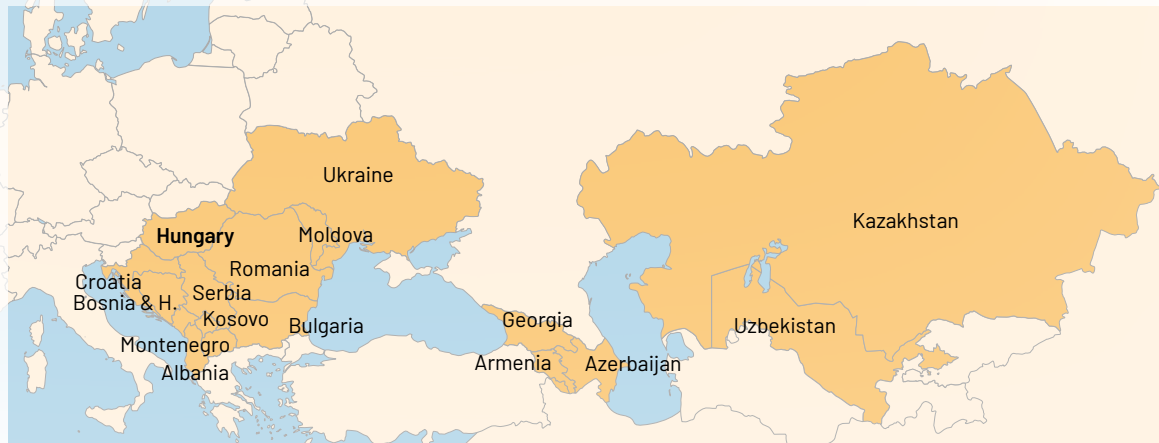 Ukraine
Kazakhstan
Hungary
Moldova
Romania
Croatia
Serbia
Bosnia & H.
Kosovo
Georgia
Bulgaria
Uzbekistan
Montenegro
Armenia
Azerbaijan
Albania